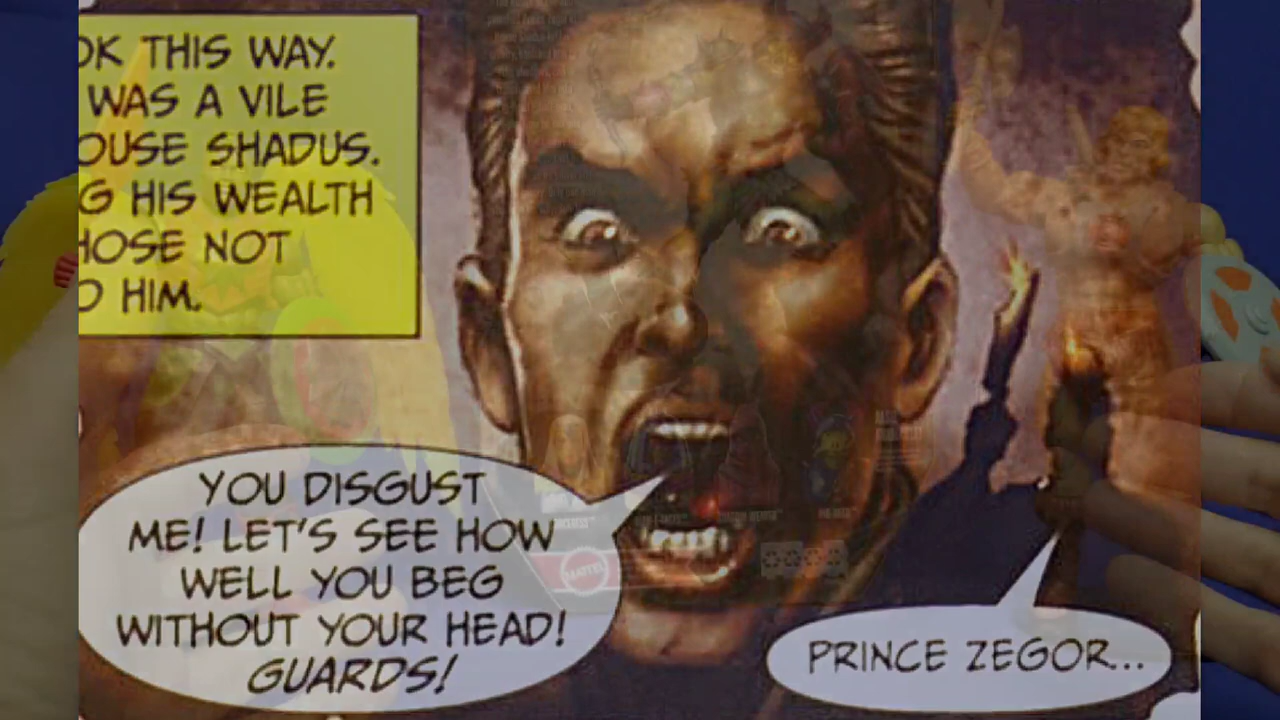 OK THIS WAY.
WAS A VILE
OUSE SHADUS.
G HIS WEALTH
HOSE NOT
O HIM.
YOU DISGUST
ME! LET'S SEE HOW
WELL YOU BEG
WITHOUT YOUR HEAD!
GUARDS!
PRINCE ZEGOR...
MATTEL